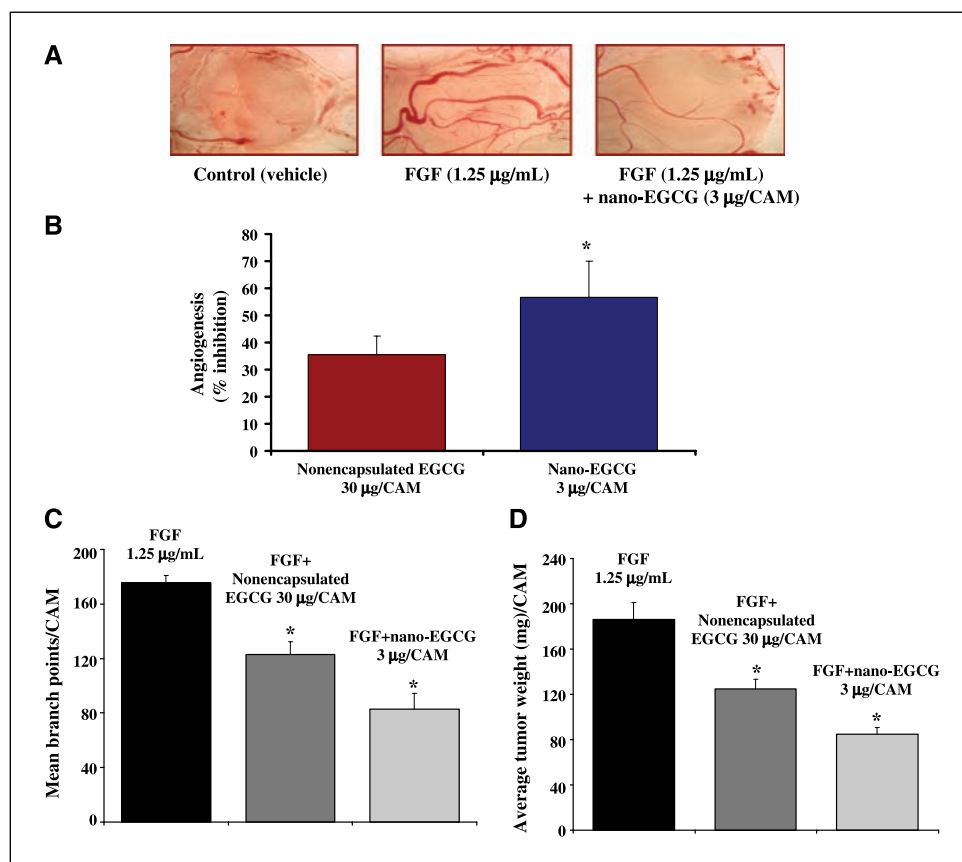 A
Control (vehicle)
FGF (1.25 μg/mL)
FGF (1.25 μg/mL)
+ nano-EGCG (3 μg/CAM)
B
Angiogenesis
(% inhibition)
80
70
60
50
40
30
20
10
0
*
Nonencapsulated EGCG
30 μg/CAM
Nano-EGCG
3 μg/CAM
C
Mean branch points/CAM
200
160
120
80
40
0
FGF
1.25 μg/mL
FGF+
Nonencapsulated
EGCG 30 μg/CAM
*
FGF+nano-EGCG
3 μg/CAM
*
D
Average tumor weight (mg)/CAM
240
200
160
120
80
40
0
FGF
1.25 μg/mL
FGF+
Nonencapsulated
EGCG 30 μg/CAM
*
FGF+nano-EGCG
3 μg/CAM
*